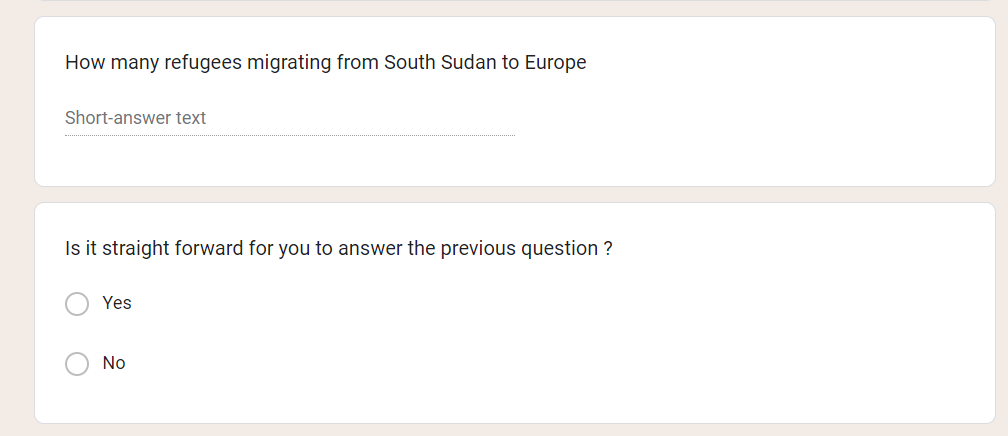 How many refugees migrating from South Sudan to Europe
Short-answer text
Is it straight forward for you to answer the previous question ?
Yes
No